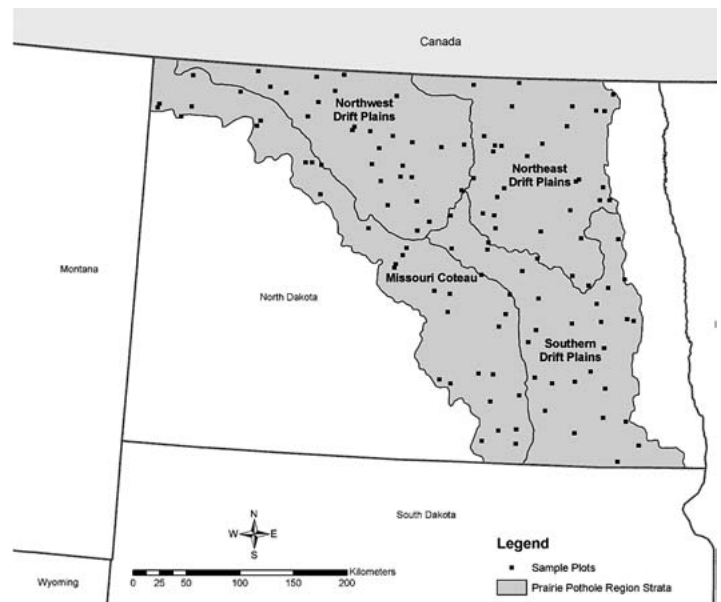 Canada
Northwest
Drift Plains
Northeast
Drift Plains
Montana
North Dakota
Missouri Coteau
Southern
Drift Plains
South Dakota
N
W E
S
Wyoming
Kilometers
0 25 50 100 150 200
Legend
Sample Plots
Prairie Pothole Region Strata